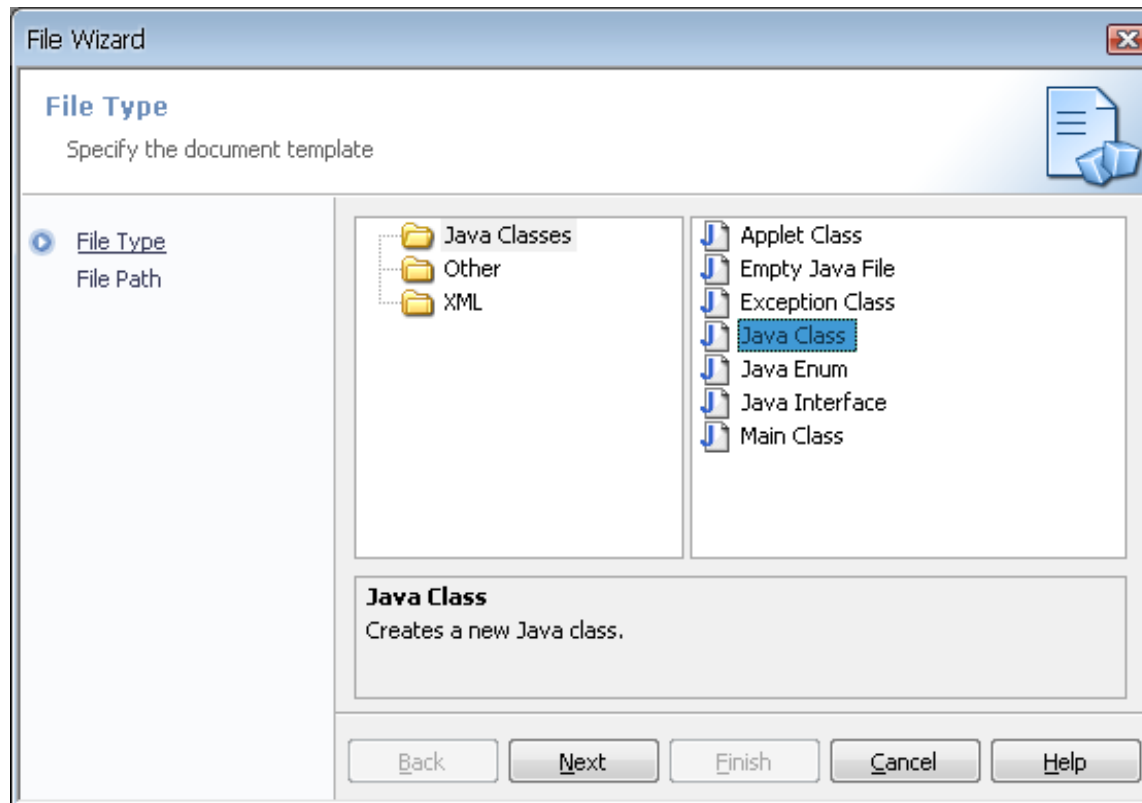 File Wizard
File Type
Specify the document template
File Type
File Path
Java Classes
Other
XML
Applet Class
Empty Java File
Exception Class
Java Class
Java Enum
Java Interface
Main Class
Java Class
Creates a new Java class.
Back Next Finish Cancel Help